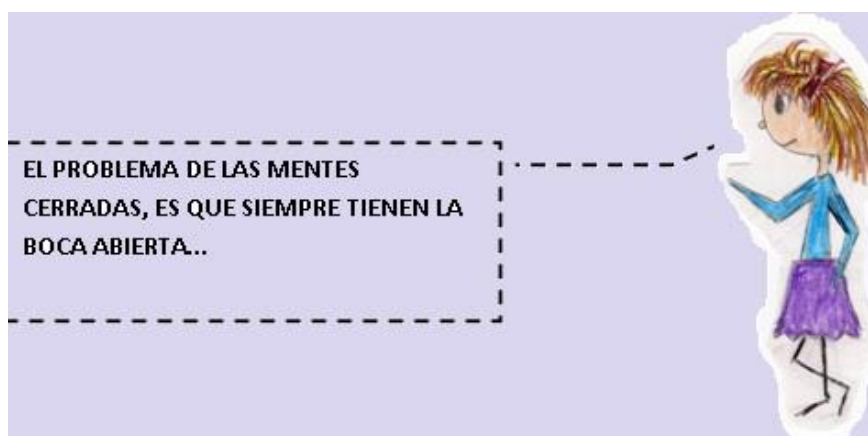 EL PROBLEMA DE LAS MENTES
CERRADAS, ES QUE SIEMPRE TIENEN LA
BOCA ABIERTA...